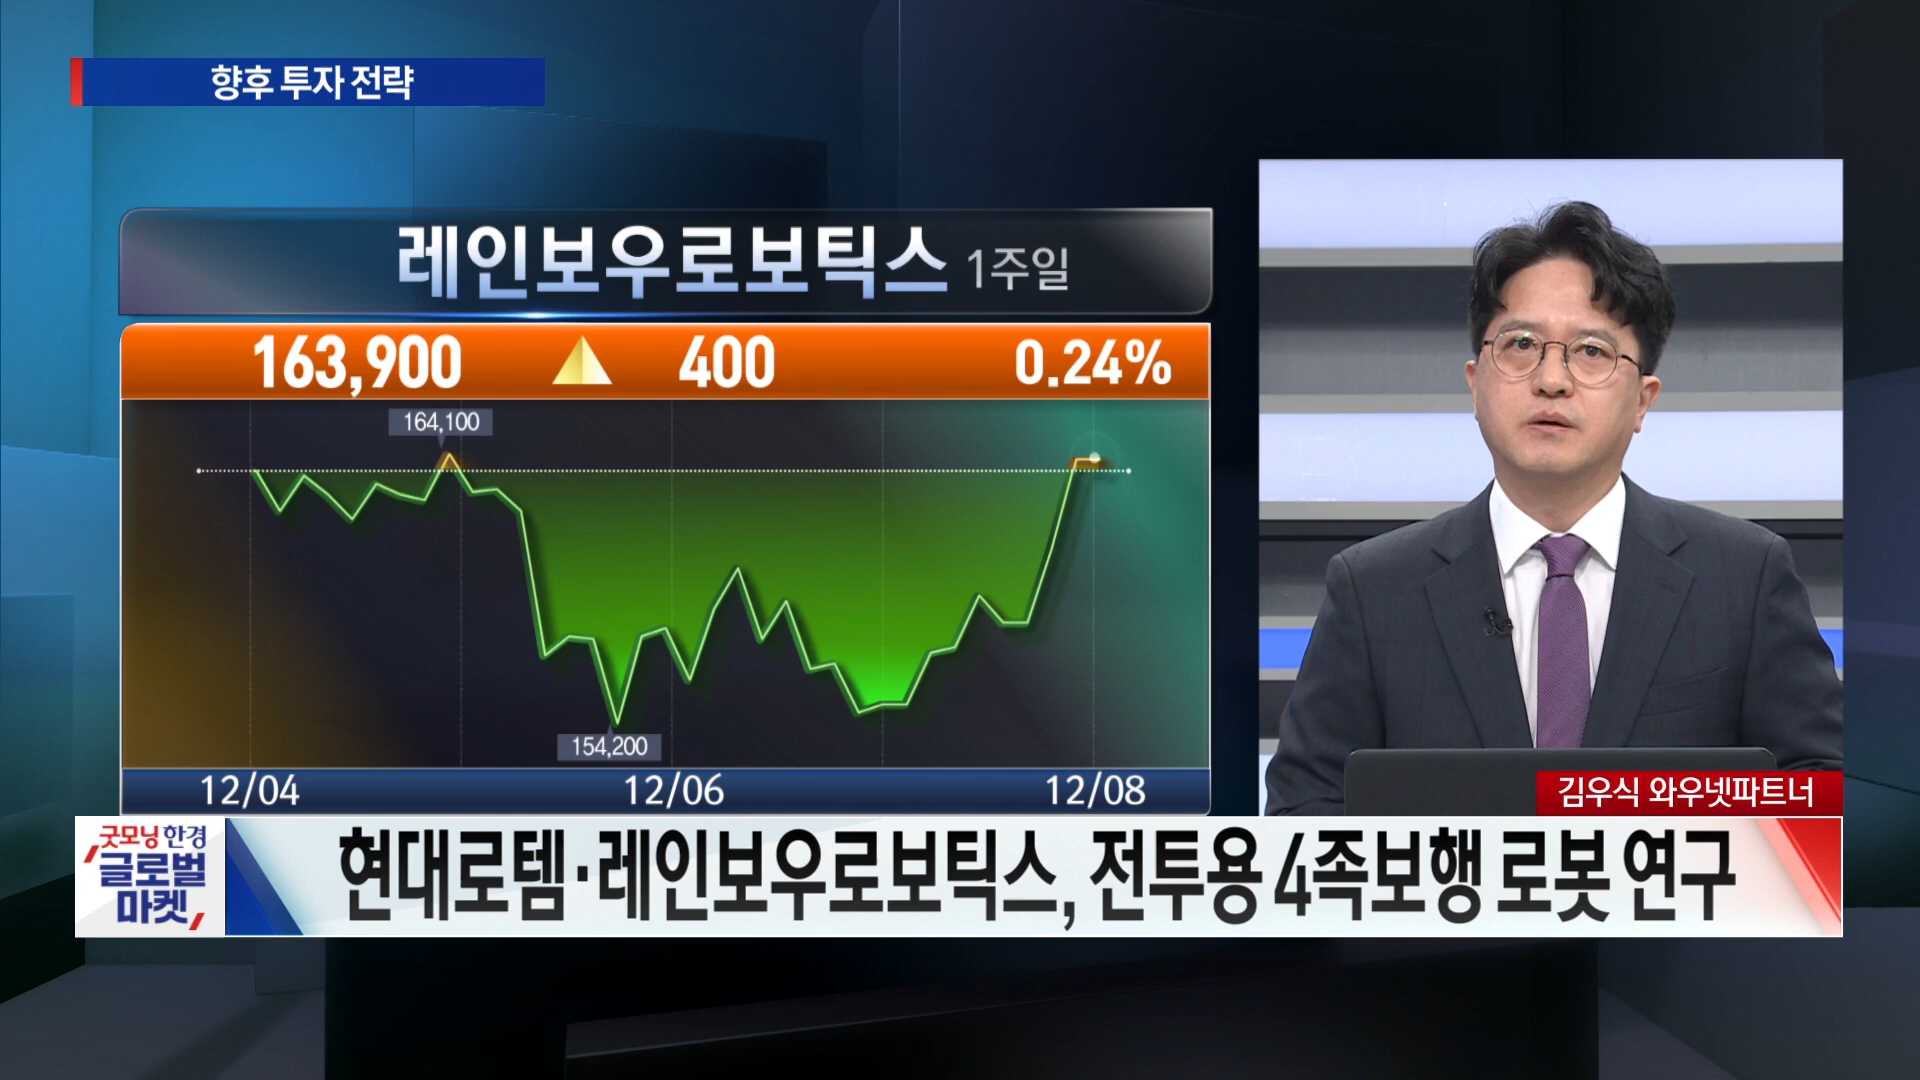 향후 투자 전략
레인보우로보틱스 1주일
163,900 ▲ 400 0.24%
164,100
154,200
12/04 12/06 12/08
김우식 와우넷파트너
굿모닝 한경
글로벌
마켓
현대로템·레인보우로보틱스, 전투용 4족보행 로봇 연구